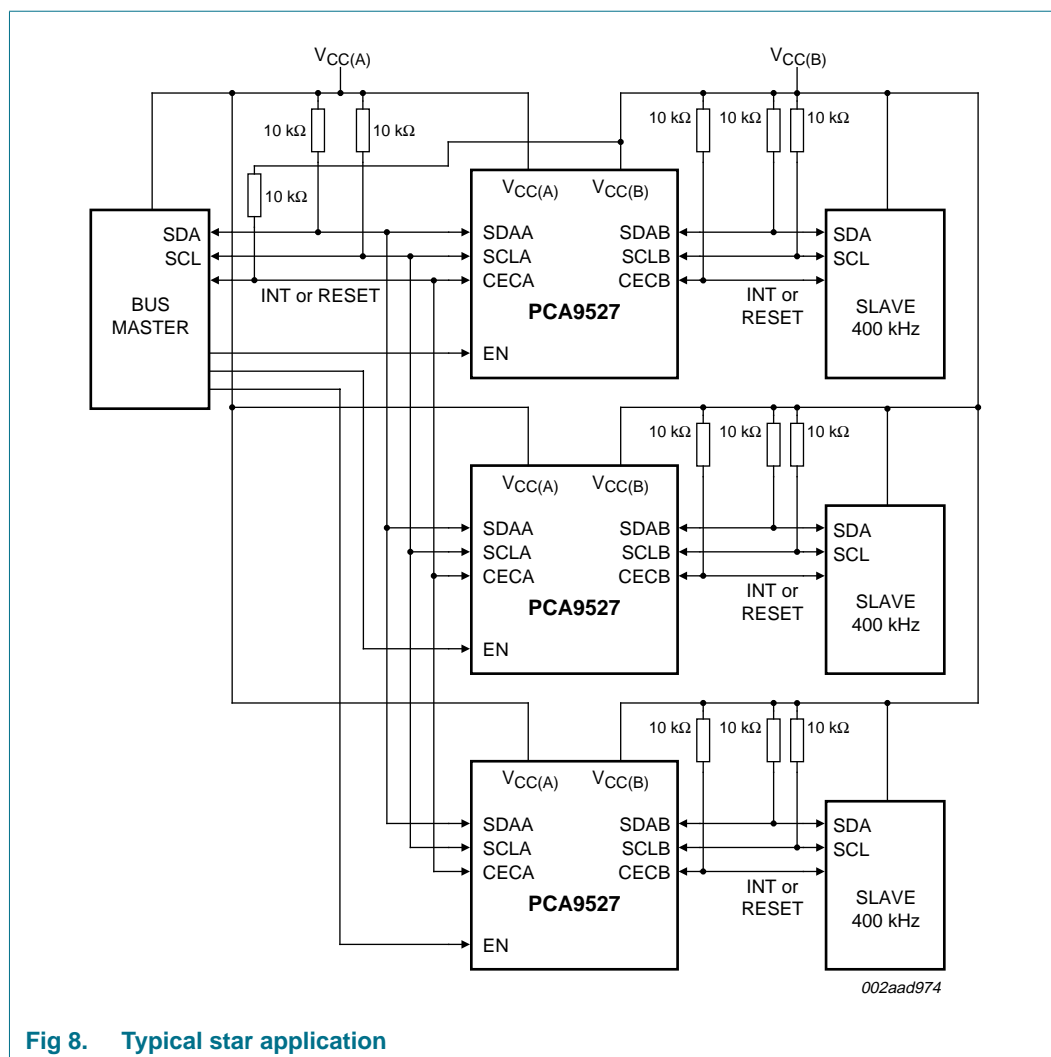 VCC(A)
VCC(B)
10 kΩ
10 kΩ
10 kΩ
10 kΩ
10 kΩ
10 kΩ
VCC(A)
VCC(B)
SDA
SCL
INT or RESET
BUS
MASTER
SDAA
SCLA
CECA
SDAB
SCLB
CECB
PCA9527
EN
INT or
RESET
SDA
SCL
SLAVE
400 kHz
10 kΩ
10 kΩ
10 kΩ
VCC(A)
VCC(B)
SDAA
SCLA
CECA
SDAB
SCLB
CECB
PCA9527
EN
INT or
RESET
SDA
SCL
SLAVE
400 kHz
10 kΩ
10 kΩ
10 kΩ
VCC(A)
VCC(B)
SDAA
SCLA
CECA
SDAB
SCLB
CECB
PCA9527
EN
INT or
RESET
SDA
SCL
SLAVE
400 kHz
002aad974
Fig 8. Typical star application